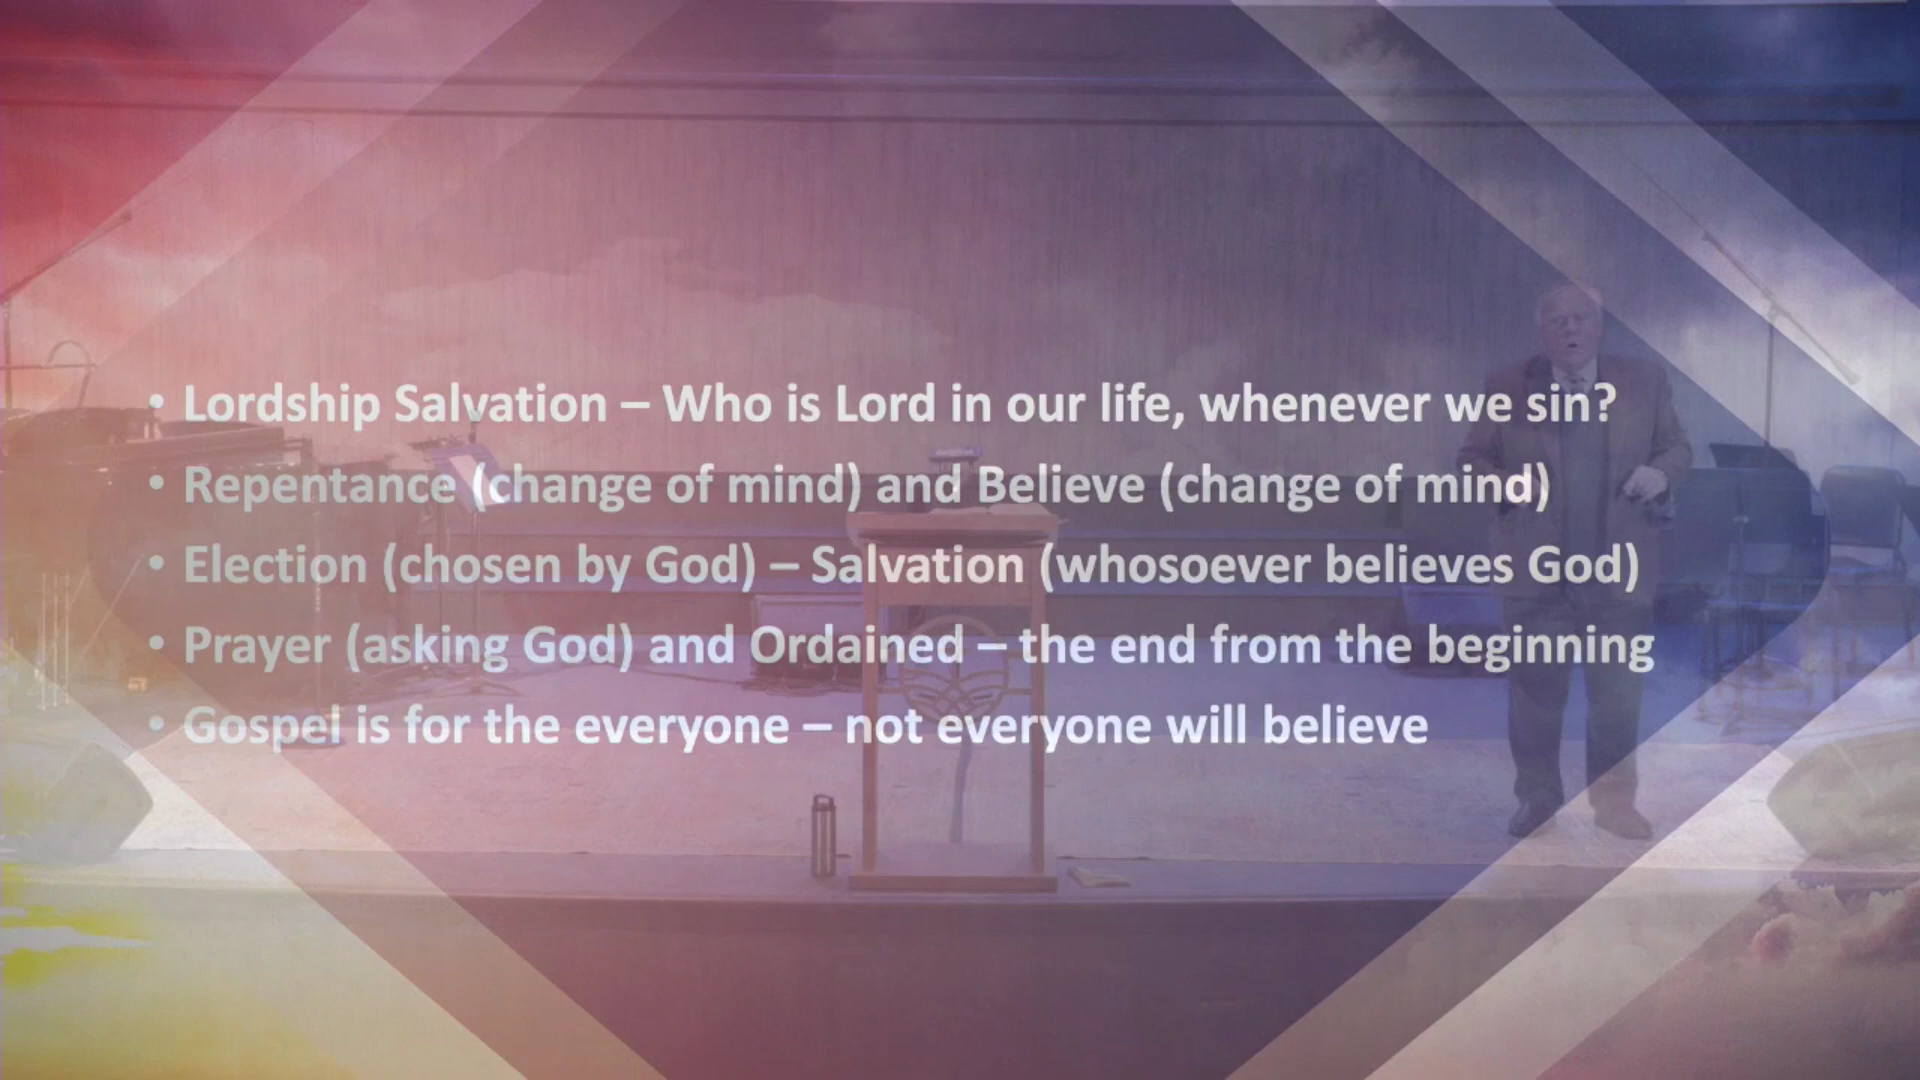 • Lordship Salvation – Who is Lord in our life, whenever we sin?
• Repentance (change of mind) and Believe (change of mind)
• Election (chosen by God) – Salvation (whosoever believes God)
• Prayer (asking God) and Ordained – the end from the beginning
• Gospel is for the everyone – not everyone will believe